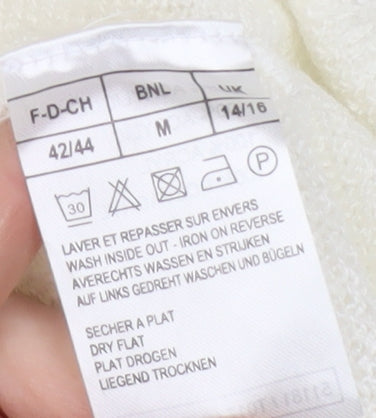 F-D-CH BNL UK
42/44 M 14/16
30 P
LAVER ET REPASSER SUR ENVERS
WASH INSIDE OUT - IRON ON REVERSE
AVERECHTS WASSEN EN STRIJKEN
AUF LINKS GEDREHT WASCHEN UND BÜGELN
SECHER A PLAT
DRY FLAT
PLAT DROGEN
LIEGEND TROCKNEN